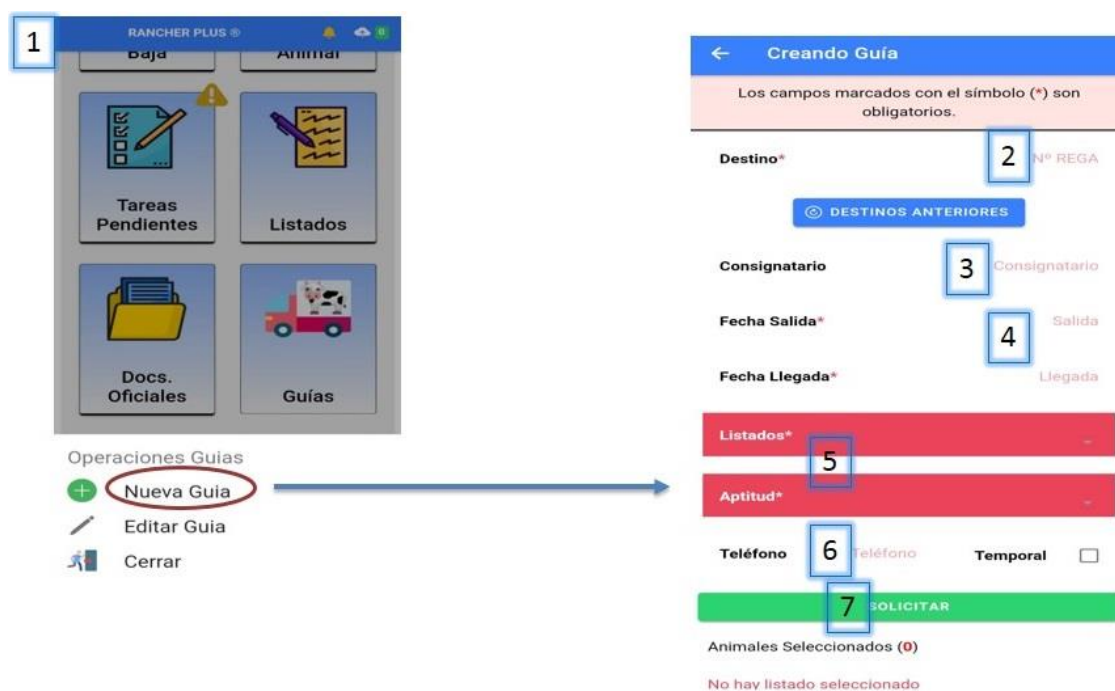 1
RANCHER PLUS ®
0
Baja
Animal
Tareas
Pendientes
Listados
Docs.
Oficiales
Guías
Operaciones Guias
Nueva Guia
Editar Guia
Cerrar
Creando Guía
Los campos marcados con el símbolo (*) son
obligatorios.
Destino*
2
Nº REGA
DESTINOS ANTERIORES
Consignatario
3
Consignatario
Fecha Salida*
Salida
4
Fecha Llegada*
Llegada
Listados*
5
Aptitud*
Teléfono
6
Teléfono
Temporal
7
SOLICITAR
Animales Seleccionados (0)
No hay listado seleccionado